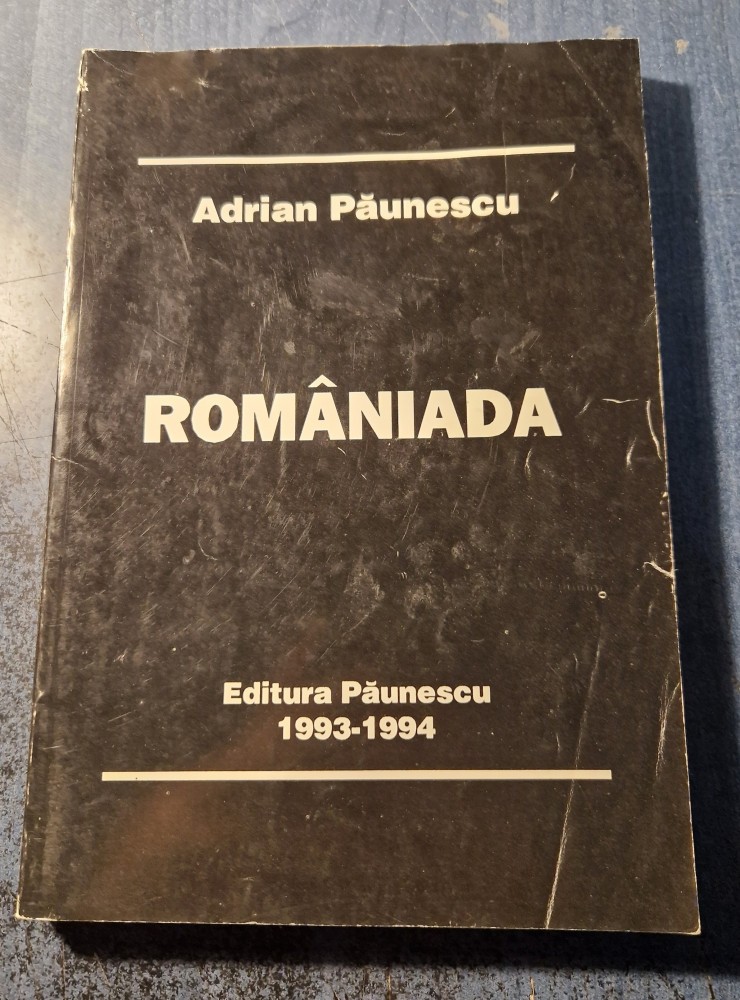 Adrian Păunescu
ROMÂNIADA
Editura Păunescu
1993-1994